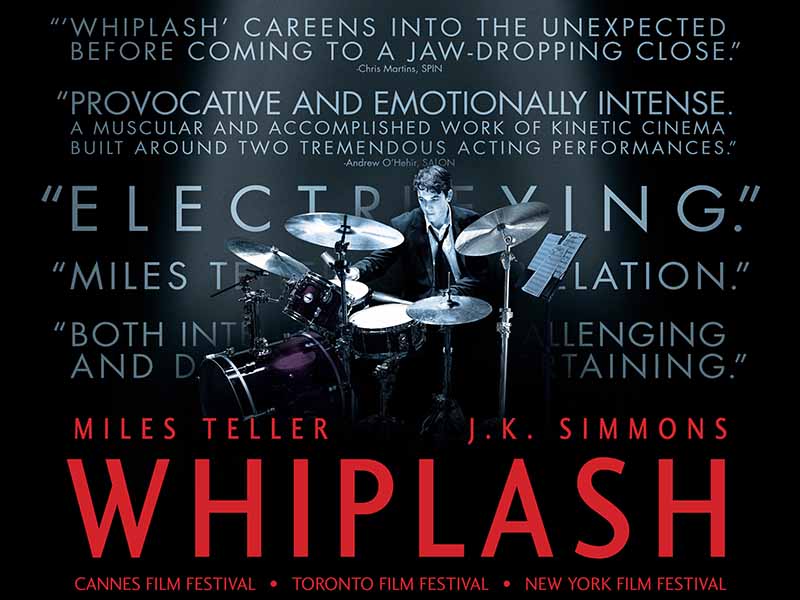 “‘WHIPLASH’ CAREENS INTO THE UNEXPECTED
BEFORE COMING TO A JAW-DROPPING CLOSE.”
-Chris Martins, SPIN
“PROVOCATIVE AND EMOTIONALLY INTENSE.
A MUSCULAR AND ACCOMPLISHED WORK OF KINETIC CINEMA
BUILT AROUND TWO TREMENDOUS ACTING PERFORMANCES.”
-Andrew O’Hehir, SALON
“MILES
“BOTH
AND
MILES TELLER J.K. SIMMONS
WHIPLASH
CANNES FILM FESTIVAL • TORONTO FILM FESTIVAL • NEW YORK FILM FESTIVAL